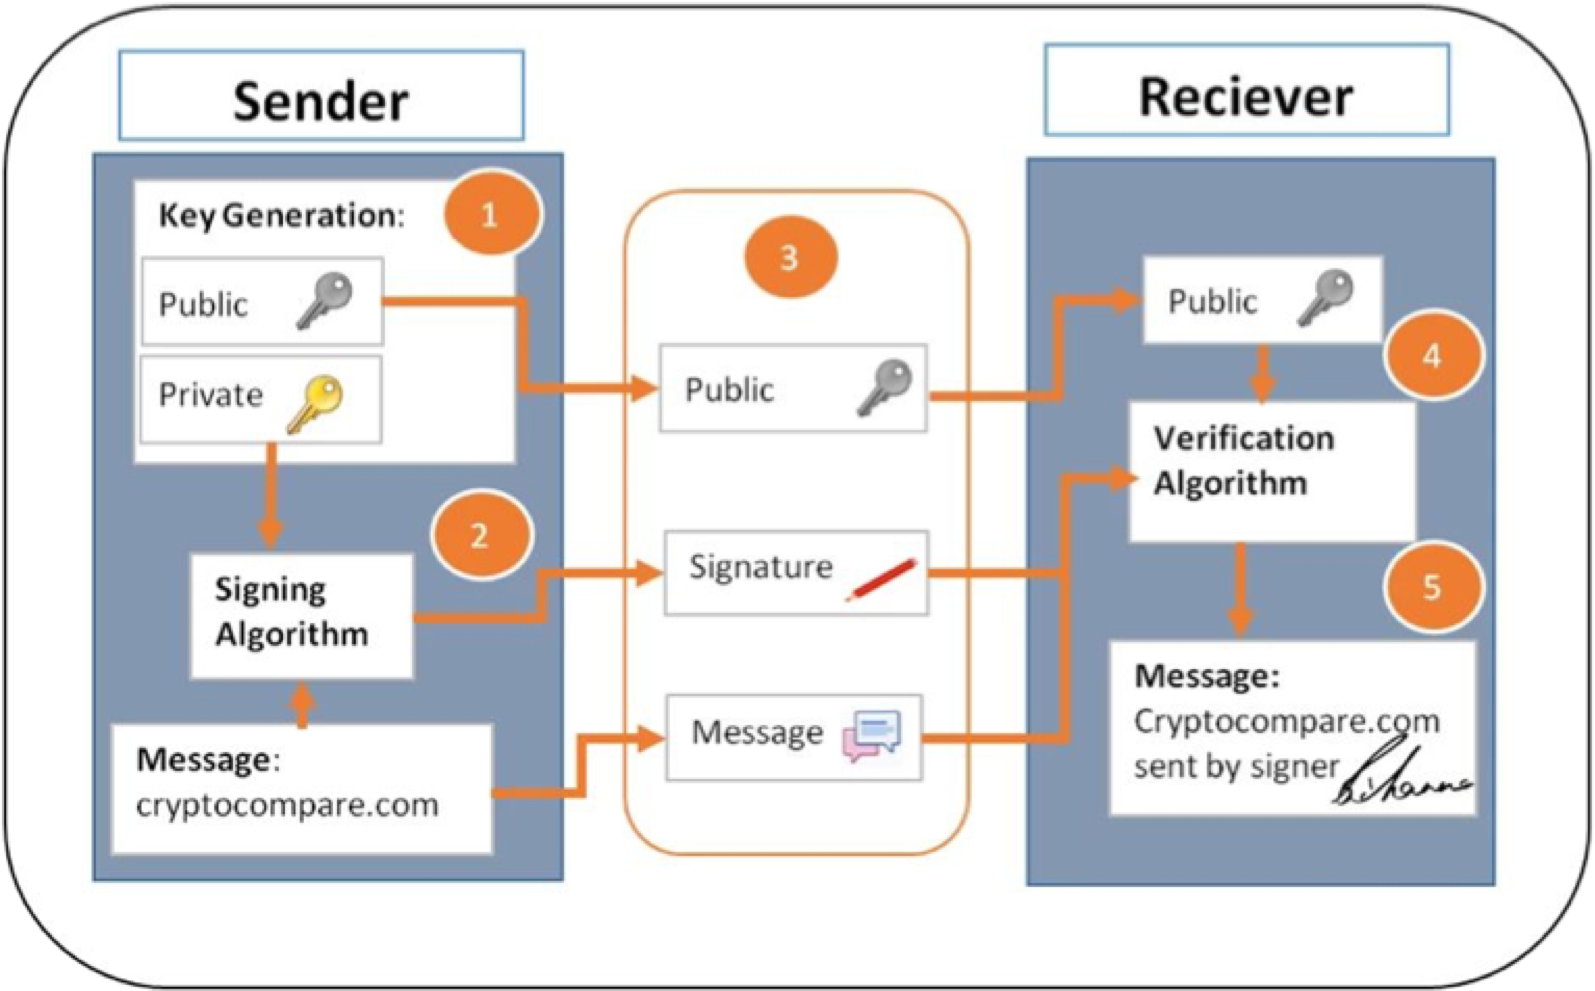 Sender
Reciever
Key Generation:
1
Public
Private
2
Signing
Algorithm
Message:
cryptocompare.com
3
Public
Signature
Message
Public
4
Verification
Algorithm
5
Message:
Cryptocompare.com
sent by signer
Rihanna